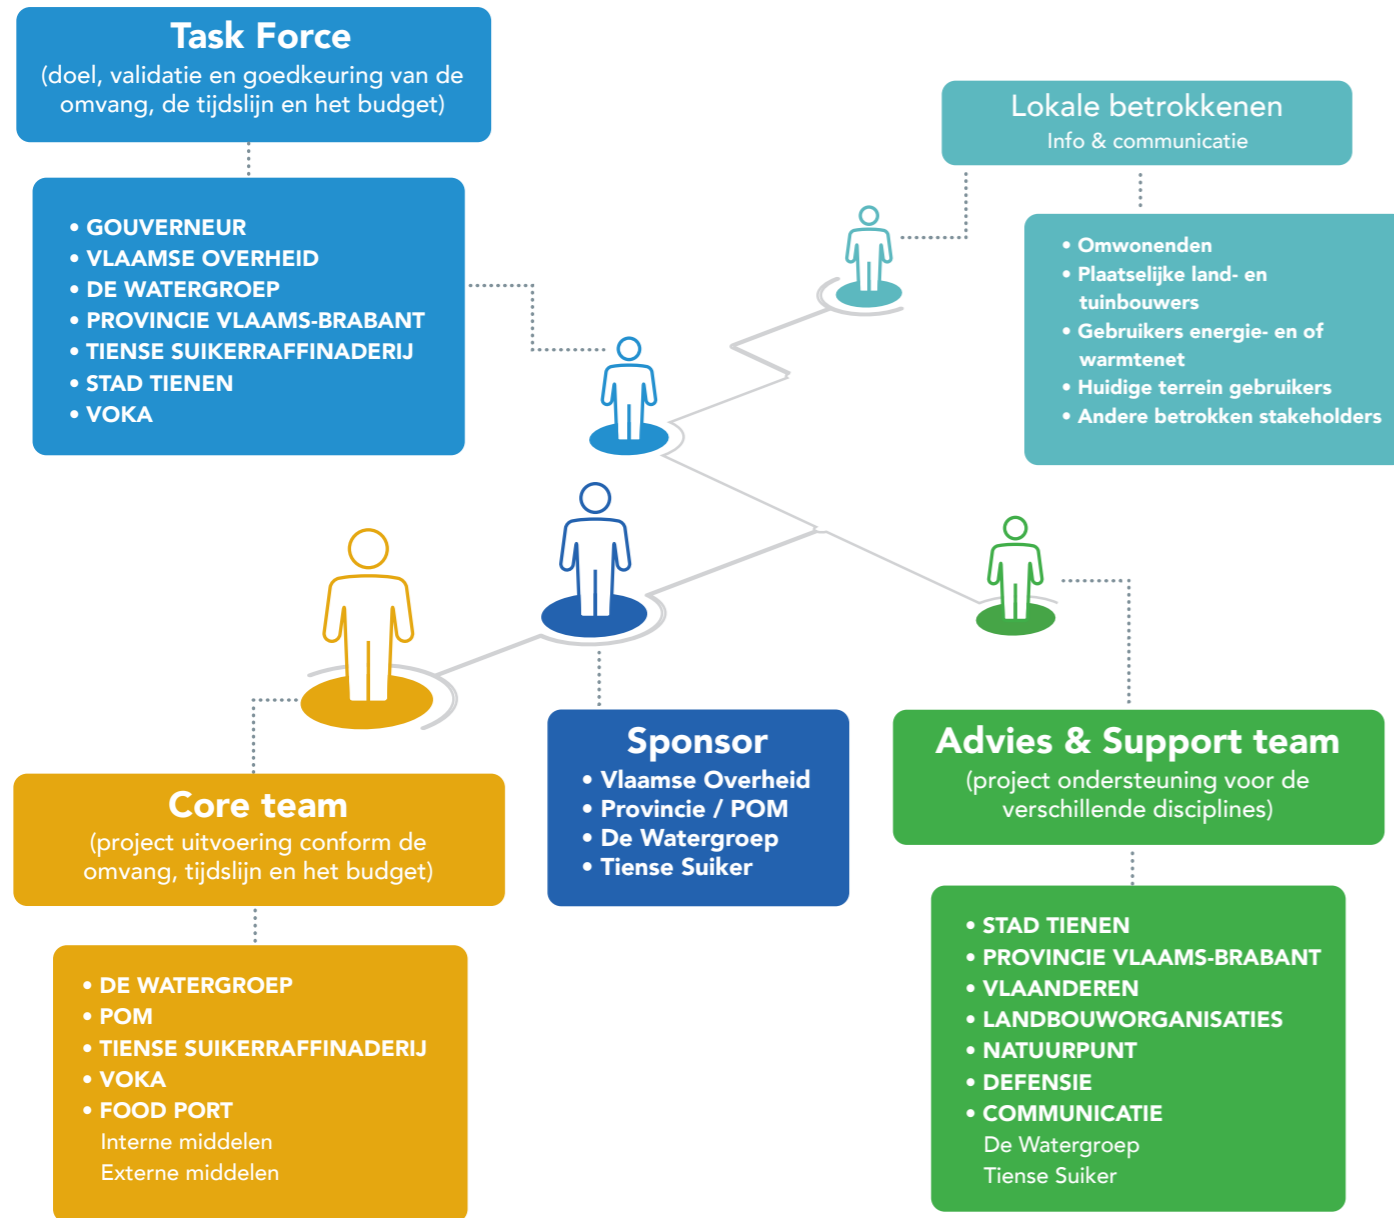 Task Force
(doel, validatie en goedkeuring van de
omvang, de tijdslijn en het budget)
• GOUVERNEUR
• VLAAMSE OVERHEID
• DE WATERGROEP
• PROVINCIE VLAAMS-BRABANT
• TIENSE SUIKERRAFFINADERIJ
• STAD TIENEN
• VOKA
Lokale betrokkenen
Info & communicatie
• Omwonenden
• Plaatselijke land- en
tuinbouwers
• Gebruikers energie- en of
warmtenet
• Huidige terrein gebruikers
• Andere betrokken stakeholders
Core team
(project uitvoering conform de
omvang, tijdslijn en het budget)
• DE WATERGROEP
• POM
• TIENSE SUIKERRAFFINADERIJ
• VOKA
• FOOD PORT
Interne middelen
Externe middelen
Sponsor
• Vlaamse Overheid
• Provincie / POM
• De Watergroep
• Tiense Suiker
Advies & Support team
(project ondersteuning voor de
verschillende disciplines)
• STAD TIENEN
• PROVINCIE VLAAMS-BRABANT
• VLAANDEREN
• LANDBOUWORGANISATIES
• NATUURPUNT
• DEFENSIE
• COMMUNICATIE
De Watergroep
Tiense Suiker